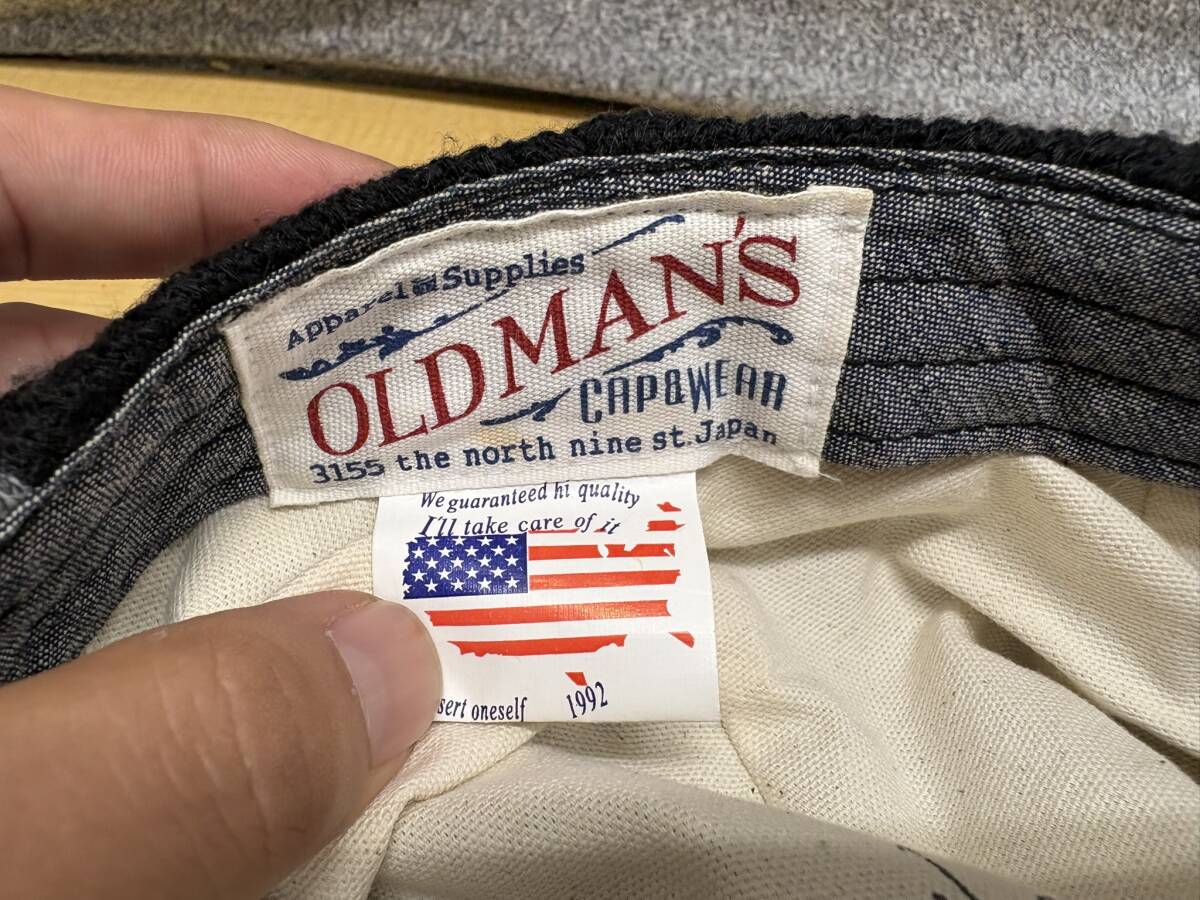 Apparel Supplies
OLDMAN'S
CAP&WEAR
3155 the north nine st.Japan
We guaranteed hi quality
I'll take care of it
sert oneself
1992